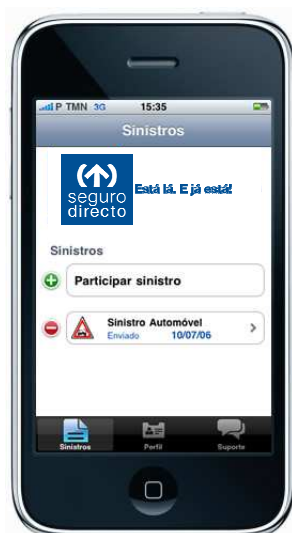 P TMN 3G 15:35
Sinistros
seguro
directo
Está lá. E já está!
Sinistros
Participar sinistro
Sinistro Automóvel
Enviado 10/07/06
Sinistros Perfil Suporte